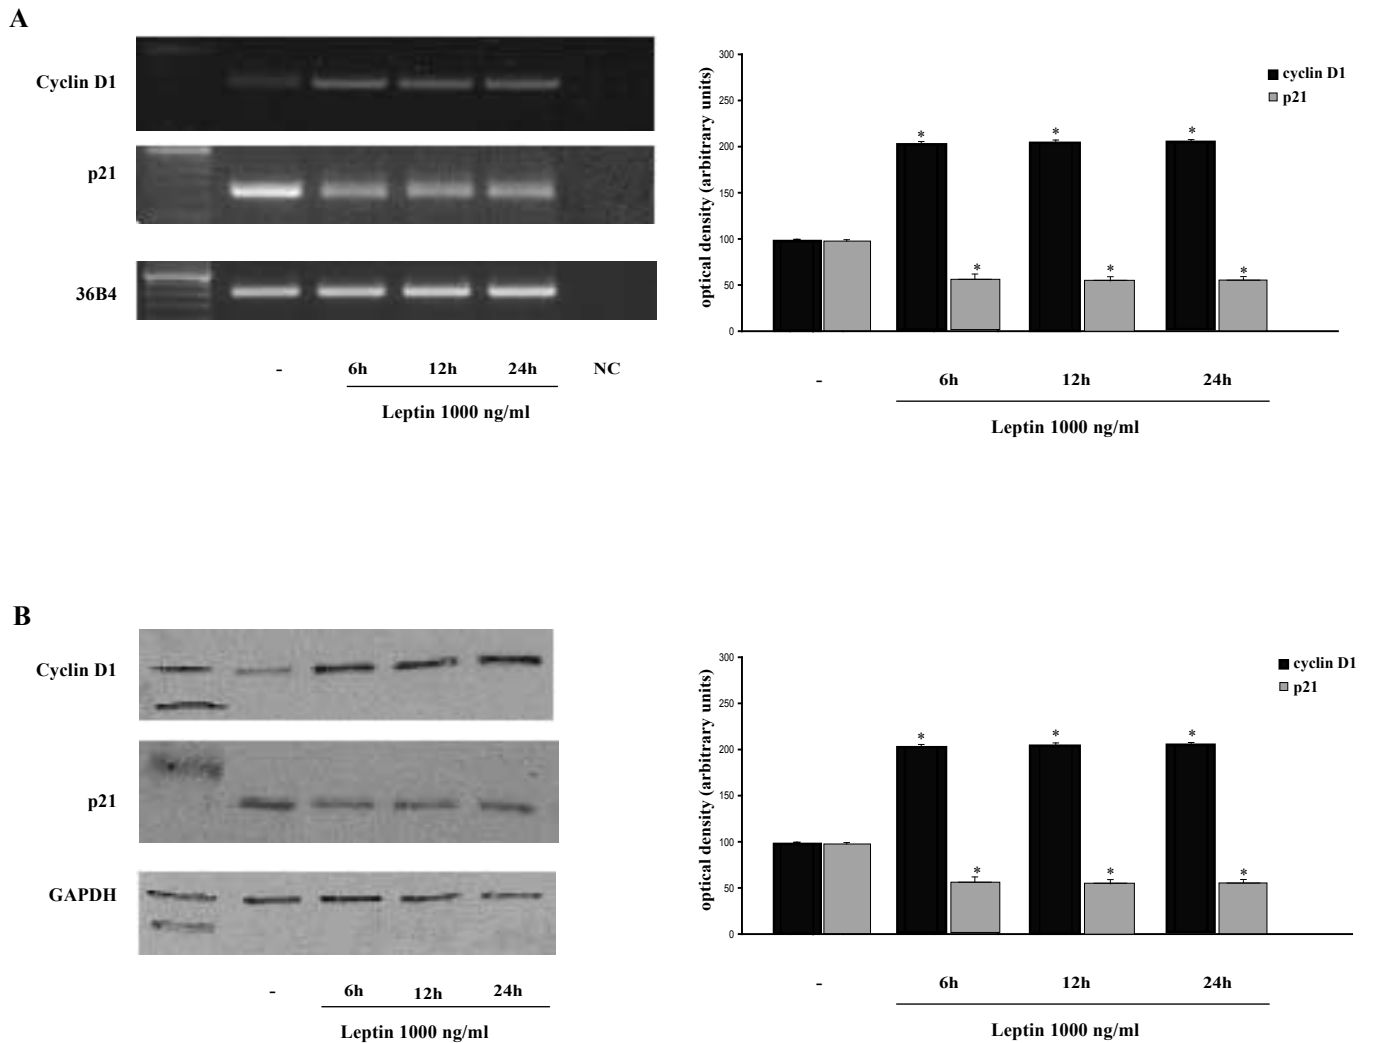 A
Cyclin D1
p21
36B4
- 6h 12h 24h NC
Leptin 1000 ng/ml
optical density (arbitrary units)
300
250
200
150
100
50
0
* * *
* * *
cyclin D1
p21
- 6h 12h 24h
Leptin 1000 ng/ml
B
Cyclin D1
p21
GAPDH
- 6h 12h 24h
Leptin 1000 ng/ml
optical density (arbitrary units)
300
250
200
150
100
50
0
* * *
* * *
cyclin D1
p21
- 6h 12h 24h
Leptin 1000 ng/ml